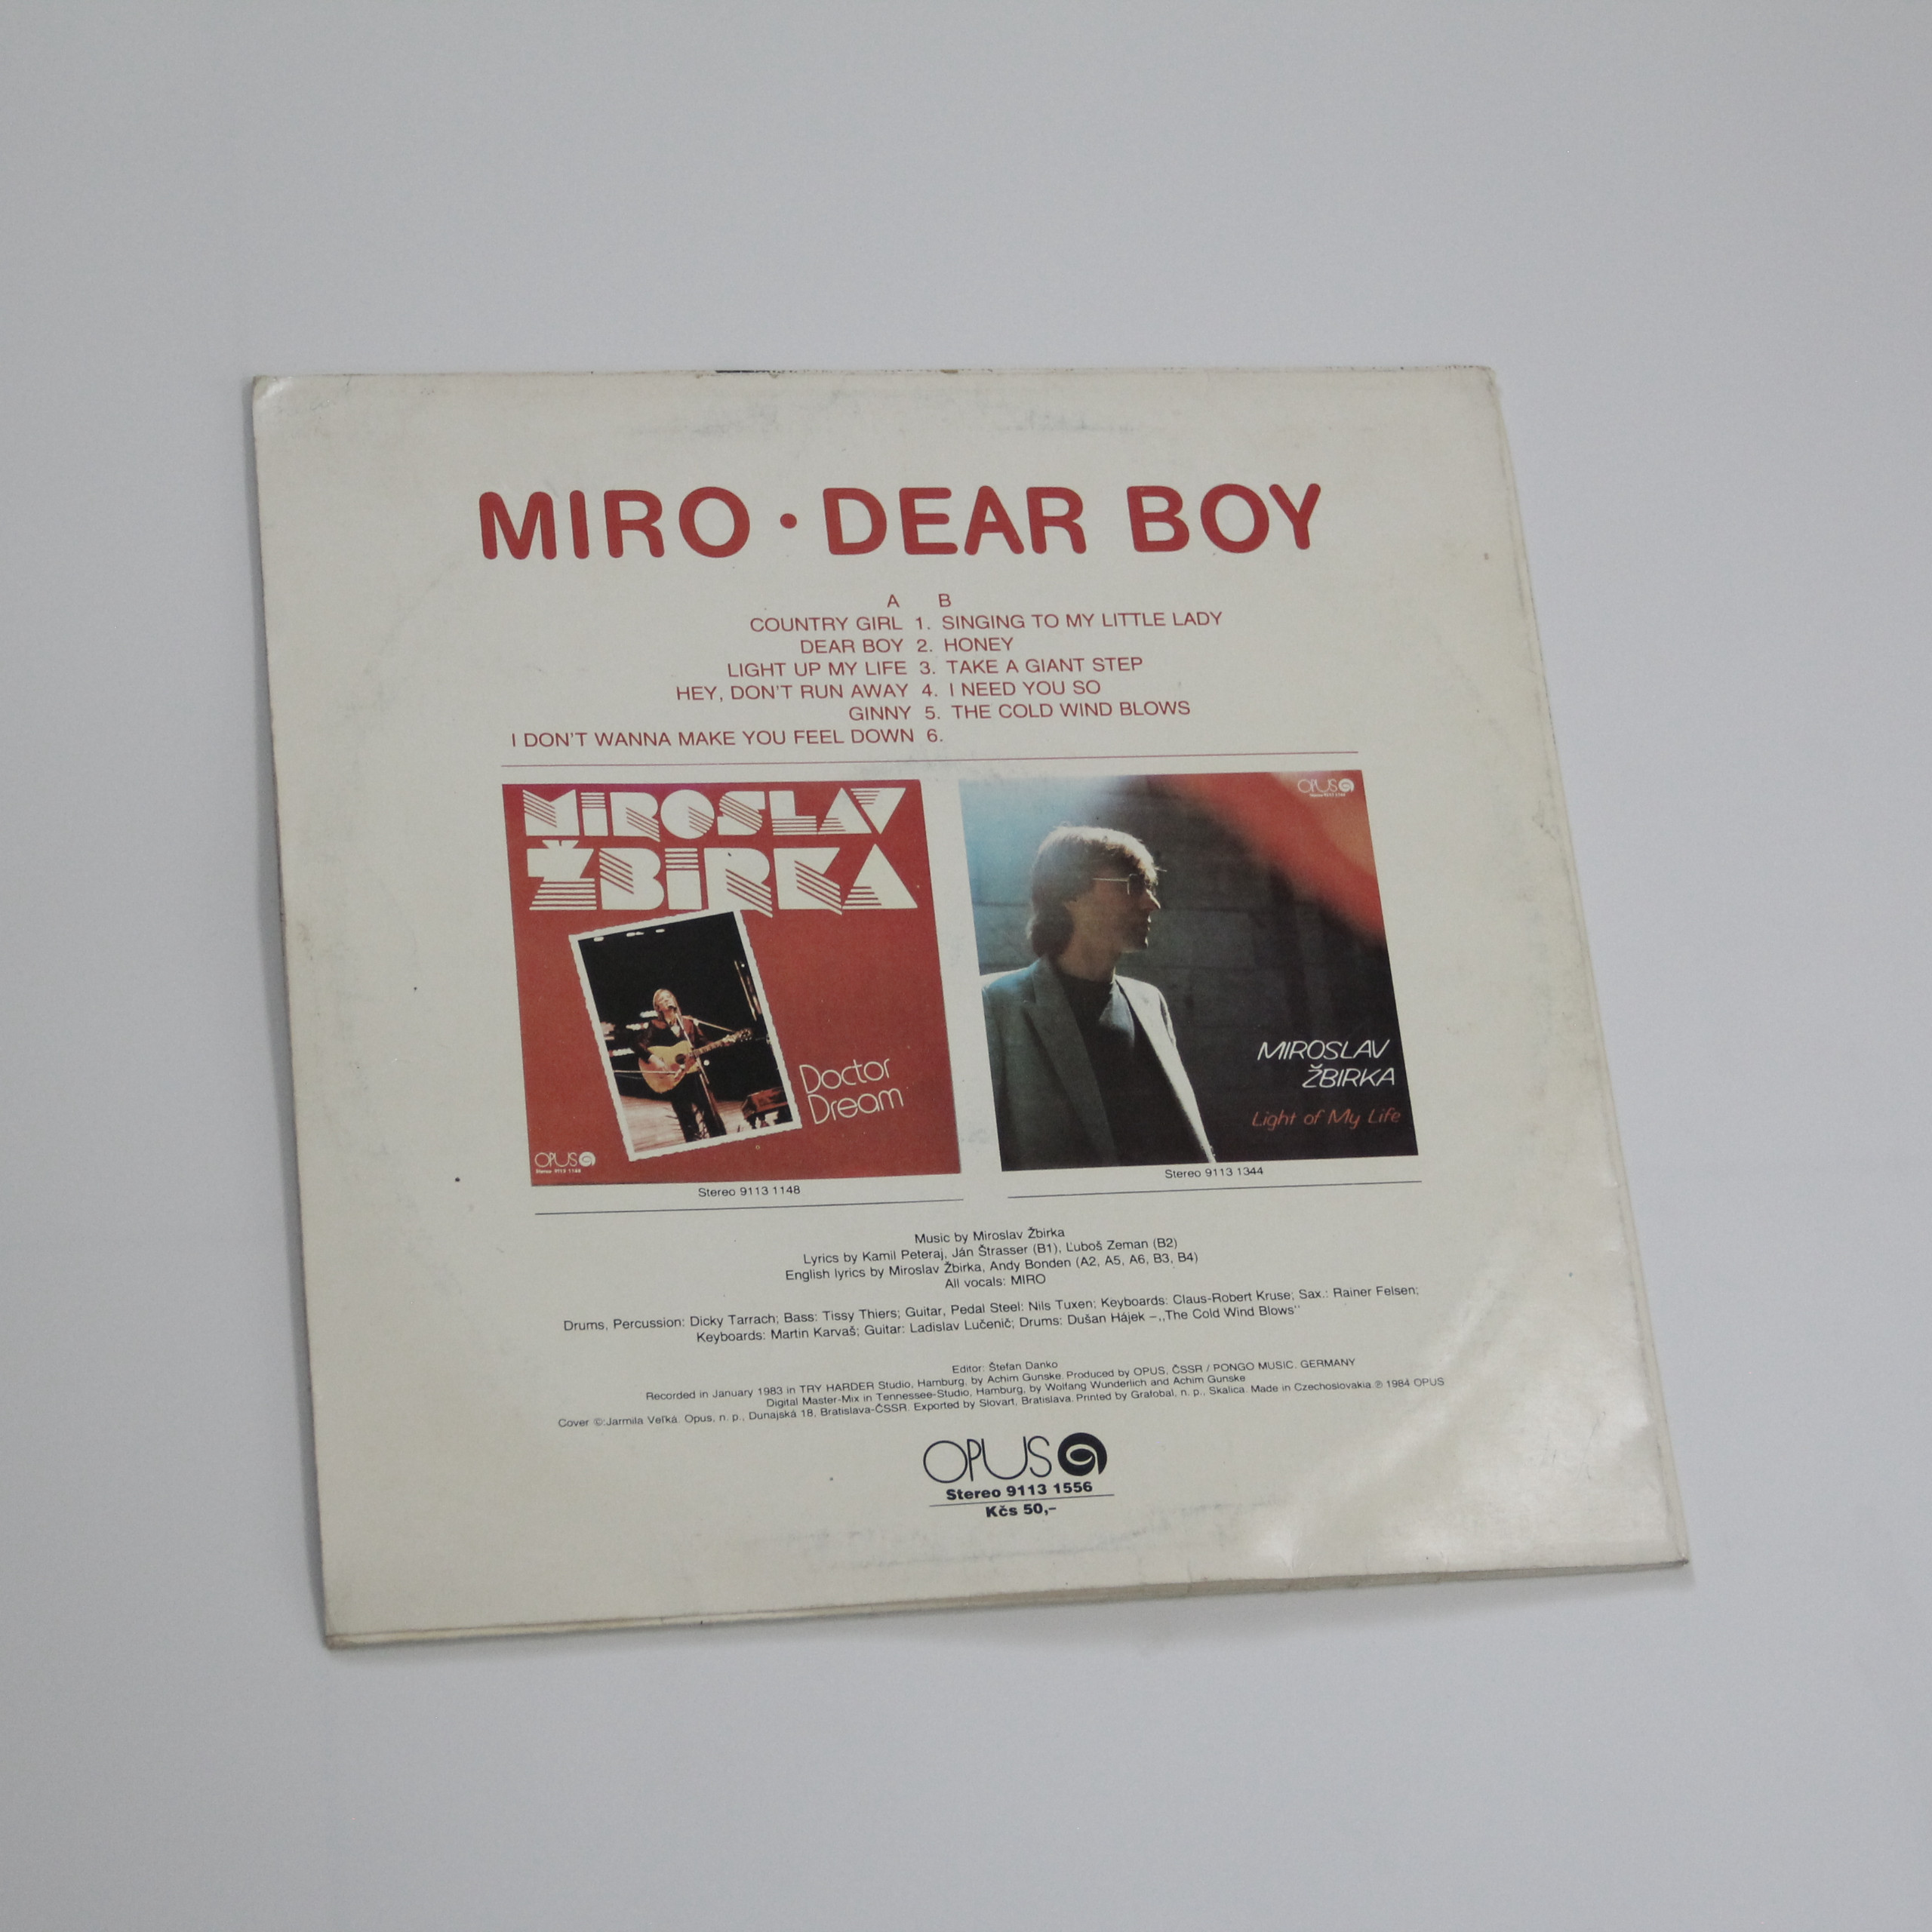 MIRO • DEAR BOY
A B
COUNTRY GIRL 1. SINGING TO MY LITTLE LADY
DEAR BOY 2. HONEY
LIGHT UP MY LIFE 3. TAKE A GIANT STEP
HEY, DON'T RUN AWAY 4. I NEED YOU SO
GINNY 5. THE COLD WIND BLOWS
I DON'T WANNA MAKE YOU FEEL DOWN 6.
MIROSLAV
ŽBIRKA
Doctor
Dream
OPUS
Stereo 9113 1148
Stereo 9113 1148
OPUS
Stereo 9113 1344
MIROSLAV
ŽBIRKA
Light of My Life
Stereo 9113 1344
Music by Miroslav Žbirka
Lyrics by Kamil Peteraj, Ján Štrasser (B1), Ľuboš Zeman (B2)
English lyrics by Miroslav Žbirka, Andy Bonden (A2, A5, A6, B3, B4)
All vocals: MIRO
Drums, Percussion: Dicky Tarrach; Bass: Tissy Thiers; Guitar, Pedal Steel: Nils Tuxen; Keyboards: Claus-Robert Kruse; Sax.: Rainer Felsen;
Keyboards: Martin Karvaš; Guitar: Ladislav Lučenič; Drums: Dušan Hájek –,,The Cold Wind Blows''
Editor: Štefan Danko
Recorded in January 1983 in TRY HARDER Studio, Hamburg, by Achim Gunske. Produced by OPUS, ČSSR / PONGO MUSIC, GERMANY
Digital Master-Mix in Tennessee-Studio, Hamburg, by Wolfang Wunderlich and Achim Gunske
Cover ©:Jarmila Veľká. Opus, n. p., Dunajská 18, Bratislava-ČSSR. Exported by Slovart, Bratislava. Printed by Grafobal, n. p., Skalica. Made in Czechoslovakia ℗ 1984 OPUS
OPUS
Stereo 9113 1556
Kčs 50,–